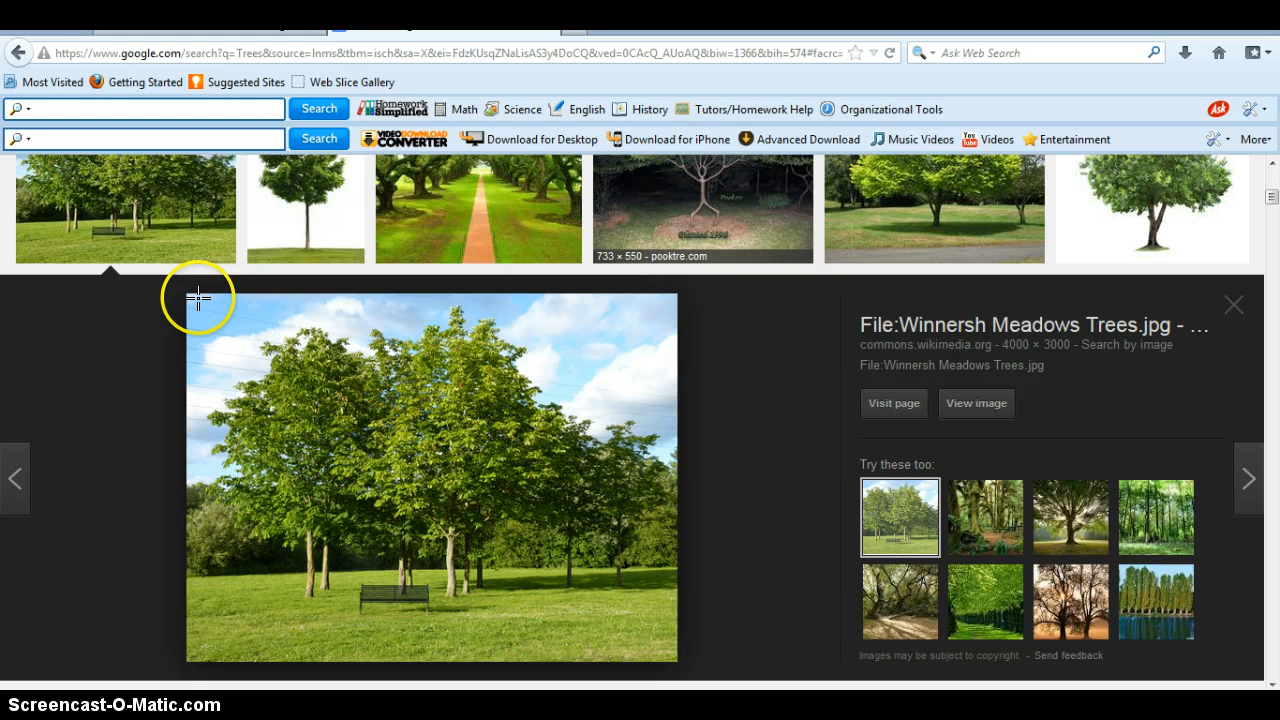 https://www.google.com/search?q=Trees&source=lnms&tbm=isch&sa=X&ei=FdzKUsqZNaLisAS3y4DoCQ&ved=0CAcQ_AUoAQ&biw=1366&bih=574#facrc=
Ask Web Search
Most Visited Getting Started Suggested Sites Web Slice Gallery
Search Homework Simplified Math Science English History Tutors/Homework Help Organizational Tools Ask
Search VIDEO DOWNLOAD CONVERTER Download for Desktop Download for iPhone Advanced Download Music Videos You Tube Videos Entertainment More
Pooktre
733 × 550 - pooktre.com
File:Winnersh Meadows Trees.jpg - ...
commons.wikimedia.org - 4000 × 3000 - Search by image
File:Winnersh Meadows Trees.jpg
Visit page View image
Try these too:
Images may be subject to copyright. - Send feedback
Screencast-O-Matic.com